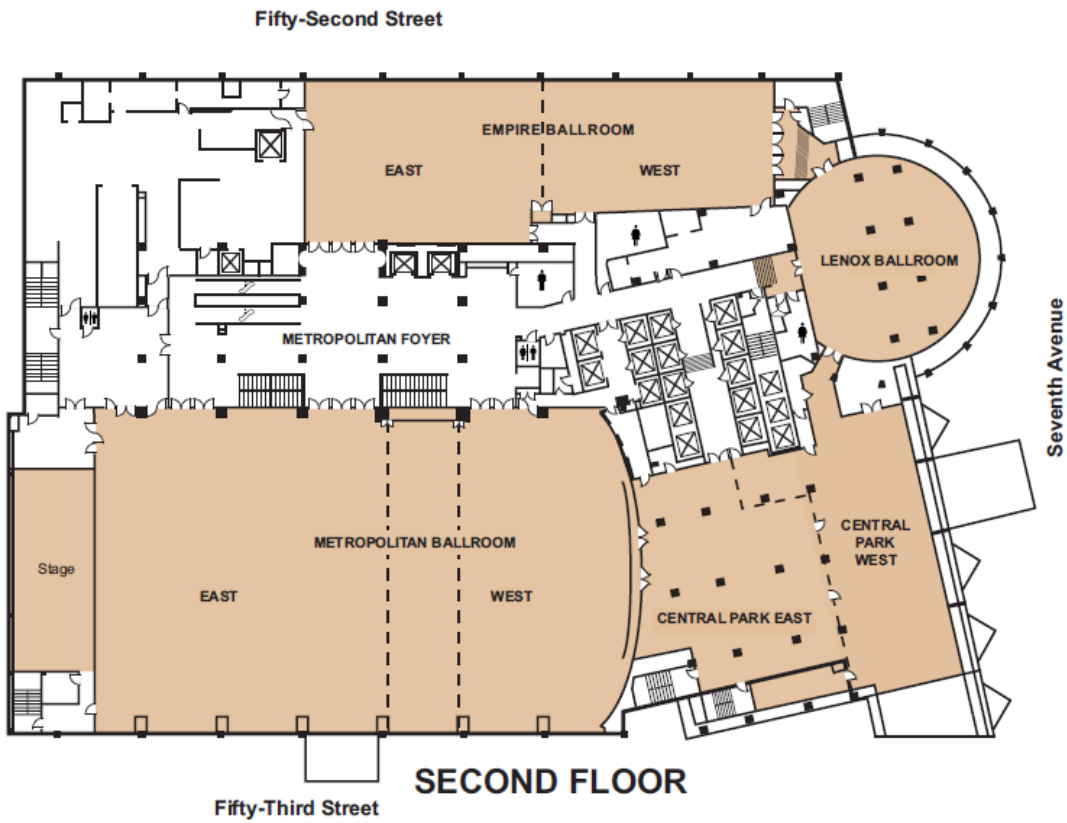 Fifty-Second Street
EMPIRE BALLROOM
EAST
WEST
LENOX BALLROOM
METROPOLITAN FOYER
Seventh Avenue
METROPOLITAN BALLROOM
Stage
EAST
WEST
CENTRAL
PARK
WEST
CENTRAL PARK EAST
SECOND FLOOR
Fifty-Third Street